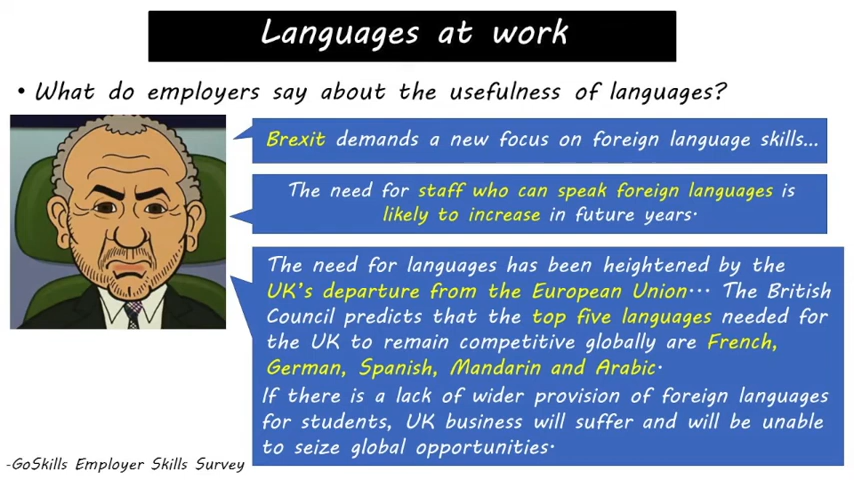 Languages at work
• What do employers say about the usefulness of languages?
Brexit demands a new focus on foreign language skills...
The need for staff who can speak foreign languages is
likely to increase in future years.
The need for languages has been heightened by the
UK's departure from the European Union... The British
Council predicts that the top five languages needed for
the UK to remain competitive globally are French,
German, Spanish, Mandarin and Arabic.
If there is a lack of wider provision of foreign languages
for students, UK business will suffer and will be unable
to seize global opportunities.
-GoSkills Employer Skills Survey